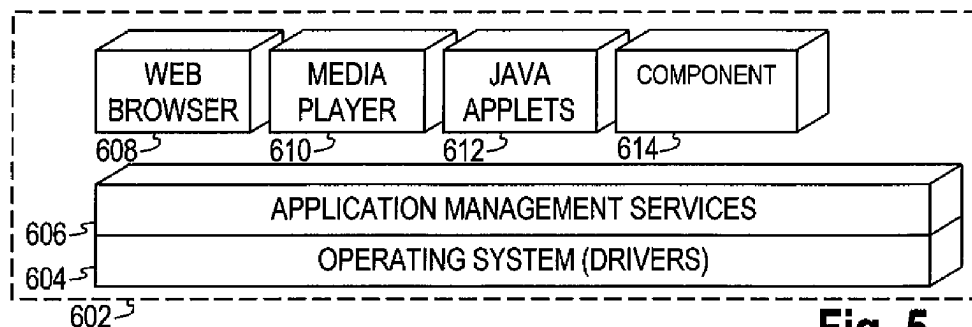 WEB
BROWSER
MEDIA
PLAYER
JAVA
APPLETS
COMPONENT
608
610
612
614
APPLICATION MANAGEMENT SERVICES
606
OPERATING SYSTEM (DRIVERS)
604
602
Fig. 5